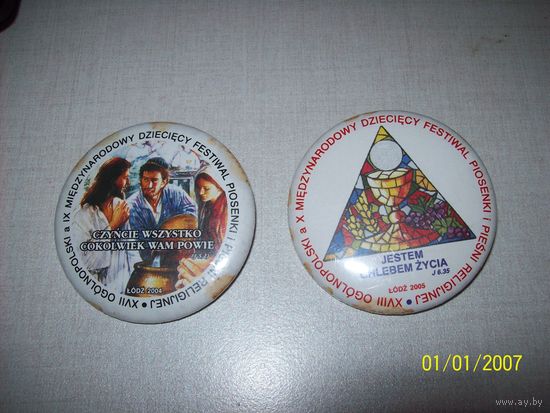 XVII OGÓLNOPOLSKI a IX MIĘDZYNARODOWY DZIECIĘCY FESTIWAL PIOSENKI i PIEŚNI RELIGIJNEJ •
CZYŃCIE WSZYSTKO
COKOLWIEK WAM POWIE
ŁÓDŹ 2004
XVIII OGÓLNOPOLSKI a X MIĘDZYNARODOWY DZIECIĘCY FESTIWAL PIOSENKI i PIEŚNI RELIGIJNEJ •
JESTEM
CHLEBEM ŻYCIA
J 6.35
ŁÓDŹ 2005
01/01/2007
www.ay.by